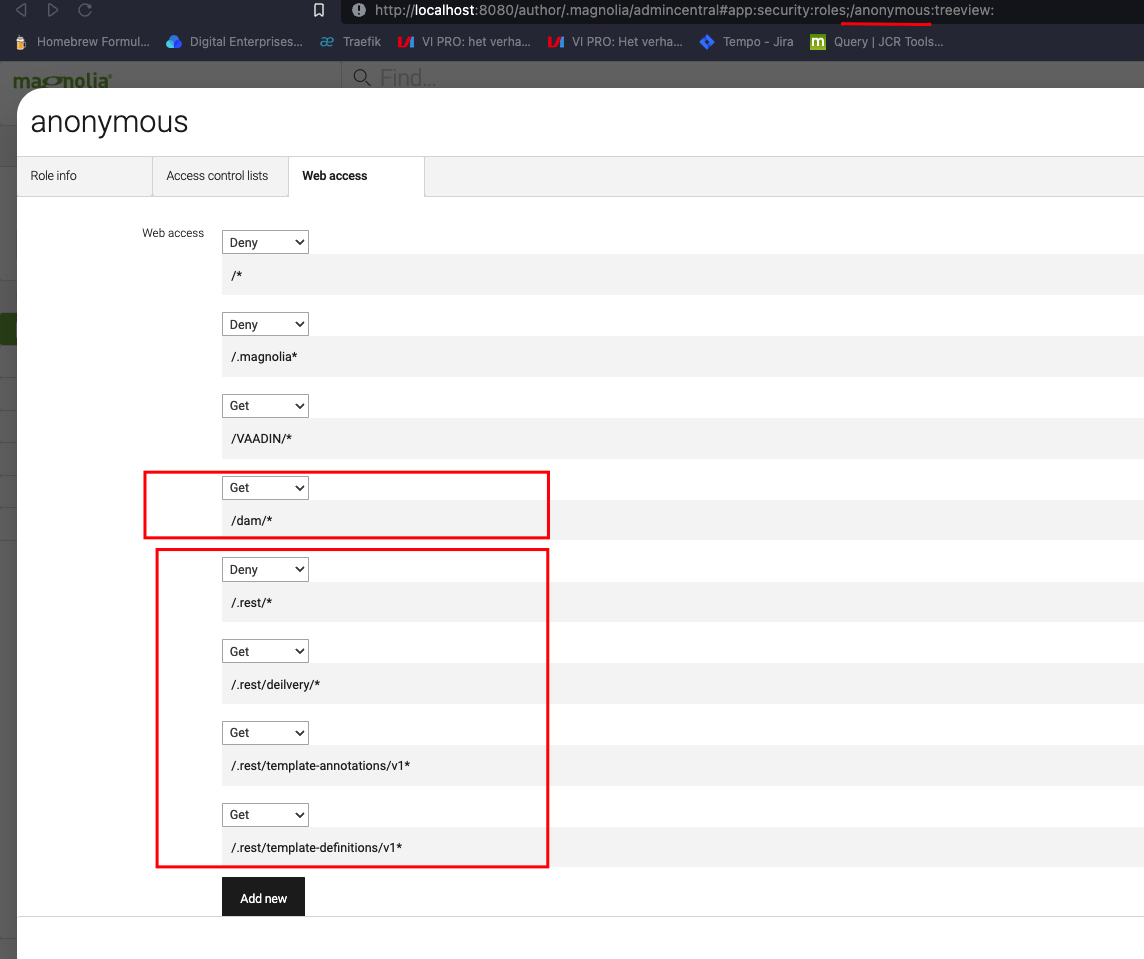 http://localhost:8080/author/.magnolia/admincentral#app:security:roles;/anonymous:treeview:
Homebrew Formul... Digital Enterprises... Traefik VI PRO: het verha... VI PRO: Het verha... Tempo - Jira Query | JCR Tools...
magnolia Find...
anonymous
Role info Access control lists Web access
Web access Deny
/*
Deny
/.magnolia*
Get
/VAADIN/*
Get
/dam/*
Deny
/.rest/*
Get
/.rest/deilvery/*
Get
/.rest/template-annotations/v1*
Get
/.rest/template-definitions/v1*
Add new